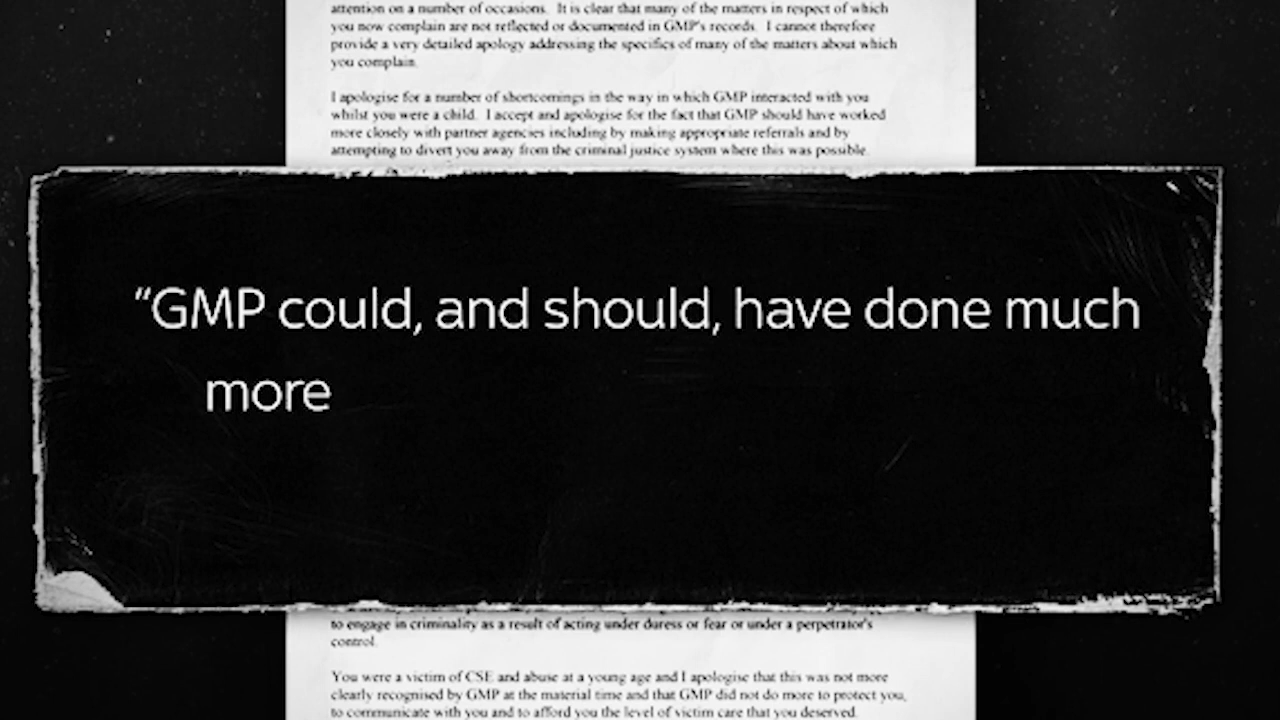 attention on a number of occasions. It is clear that many of the matters in respect of which
you now complain are not reflected or documented in GMP's records. I cannot therefore
provide a very detailed apology addressing the specifics of many of the matters about which
you complain.
I apologise for a number of shortcomings in the way in which GMP interacted with you
whilst you were a child. I accept and apologise for the fact that GMP should have worked
more closely with partner agencies including by making appropriate referrals and by
attempting to divert you away from the criminal justice system where this was possible.
“GMP could, and should, have done much
more
to engage in criminality as a result of acting under duress or fear or under a perpetrator's
control.
You were a victim of CSE and abuse at a young age and I apologise that this was not more
clearly recognised by GMP at the material time and that GMP did not do more to protect you,
to communicate with you and to afford you the level of victim care that you deserved.